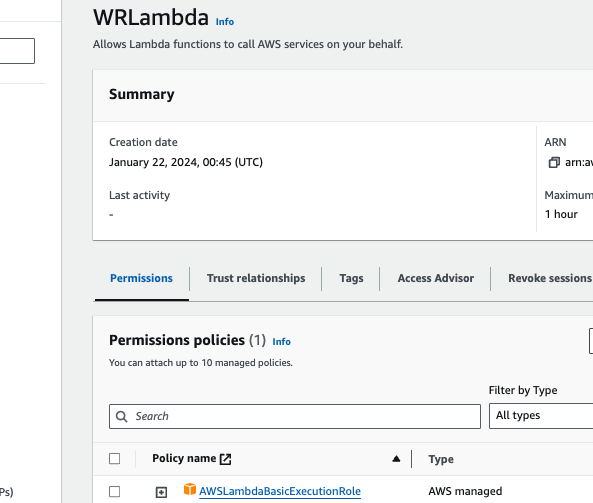 WRLambda Info
Allows Lambda functions to call AWS services on your behalf.
Summary
Creation date
January 22, 2024, 00:45 (UTC)
ARN
arn:av
Last activity
-
Maximum
1 hour
Permissions
Trust relationships
Tags
Access Advisor
Revoke sessions
Permissions policies (1) Info
You can attach up to 10 managed policies.
Filter by Type
Search
All types
Policy name
Type
AWSLambdaBasicExecutionRole
AWS managed
Ps)